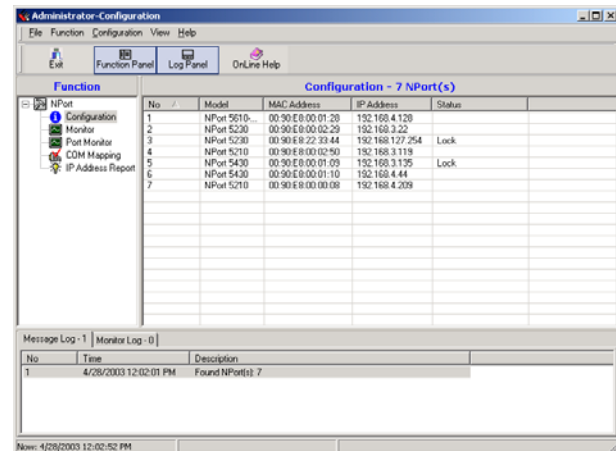 Administrator-Configuration
File Function Configuration View Help
Exit Function Panel Log Panel OnLine Help
Function
Configuration - 7 NPort(s)
NPort
Configuration
Monitor
Port Monitor
COM Mapping
IP Address Report
No Model MAC Address IP Address Status
1 NPort 5610-... 00:90:E8:00:01:28 192.168.4.128
2 NPort 5230 00:90:E8:00:02:29 192.168.3.22
3 NPort 5230 00:90:E8:22:33:44 192.168.127.254 Lock
4 NPort 5210 00:90:E8:00:02:50 192.168.3.119
5 NPort 5430 00:90:E8:00:01:09 192.168.3.135 Lock
6 NPort 5430 00:90:E8:00:01:10 192.168.4.44
7 NPort 5210 00:90:E8:00:00:08 192.168.4.209
Message Log - 1 Monitor Log - 0
No Time Description
1 4/28/2003 12:02:01 PM Found NPort(s): 7
Now: 4/28/2003 12:02:52 PM